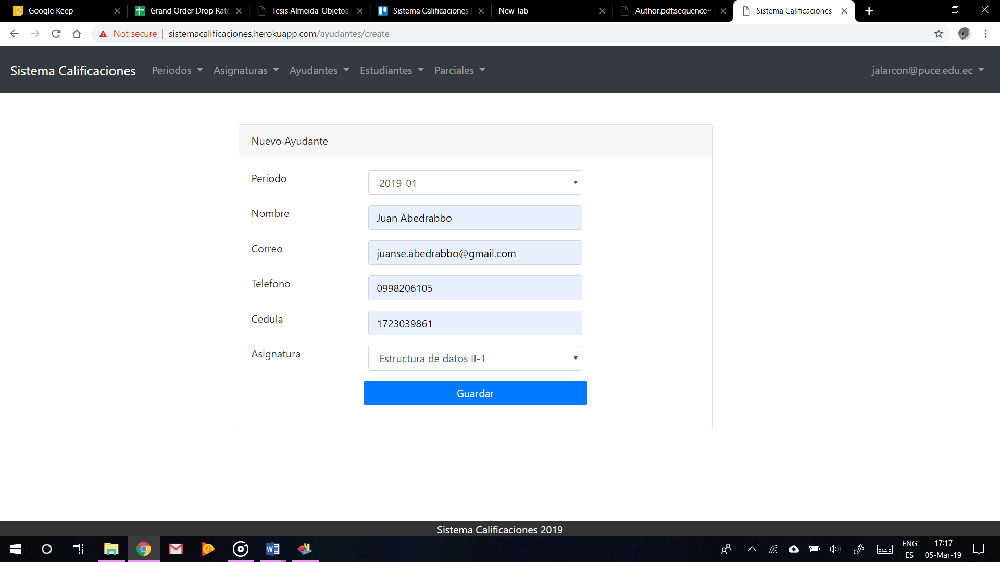 Google Keep
Grand Order Drop Rate
Tesis Almeida-Objetos
Sistema Calificaciones
New Tab
Author.pdf;sequence=
Sistema Calificaciones
Not secure | sistemacalificaciones.herokuapp.com/ayudantes/create
Sistema Calificaciones
Periodos
Asignaturas
Ayudantes
Estudiantes
Parciales
jalarcon@puce.edu.ec
Nuevo Ayudante
Periodo
2019-01
Nombre
Juan Abedrabbo
Correo
juanse.abedrabbo@gmail.com
Telefono
0998206105
Cedula
1723039861
Asignatura
Estructura de datos II-1
Guardar
Sistema Calificaciones 2019
ENG
ES
17:17
05-Mar-19